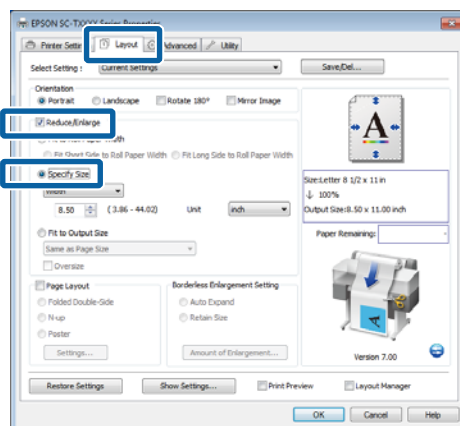 EPSON SC-TXXXX Series Properties
Printer Settings Layout Advanced Utility
Select Setting : Current Settings Save/Del...
Orientation
Portrait Landscape Rotate 180° Mirror Image
Reduce/Enlarge
Fit to Roll Paper Width
Fit Short Side to Roll Paper Width Fit Long Side to Roll Paper Width
Specify Size
Width
8.50 (3.86 - 44.02) Unit inch
Fit to Output Size
Same as Page Size
Oversize
A
Size:Letter 8 1/2 x 11 in
100%
Output Size:8.50 x 11.00 inch
Paper Remaining:
Page Layout
Folded Double-Side
N-up
Poster
Settings...
Borderless Enlargement Setting
Auto Expand
Retain Size
Amount of Enlargement...
A
Version 7.00
Restore Settings Show Settings... Print Preview Layout Manager
OK Cancel Help